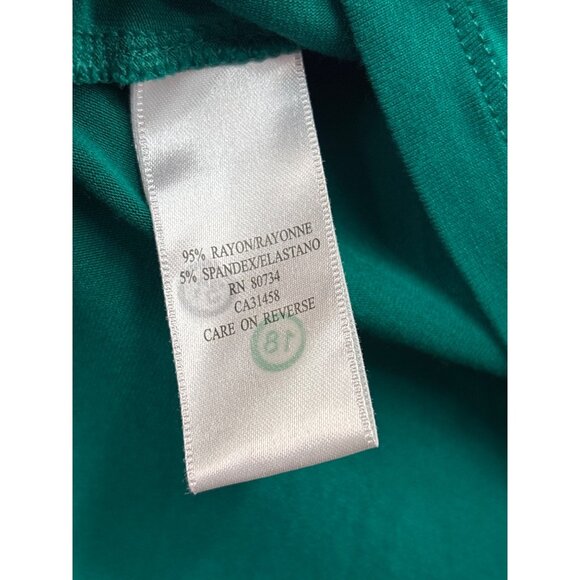 95% RAYON/RAYONNE
5% SPANDEX/ELASTANO
RN 80734
CA31458
CARE ON REVERSE
18